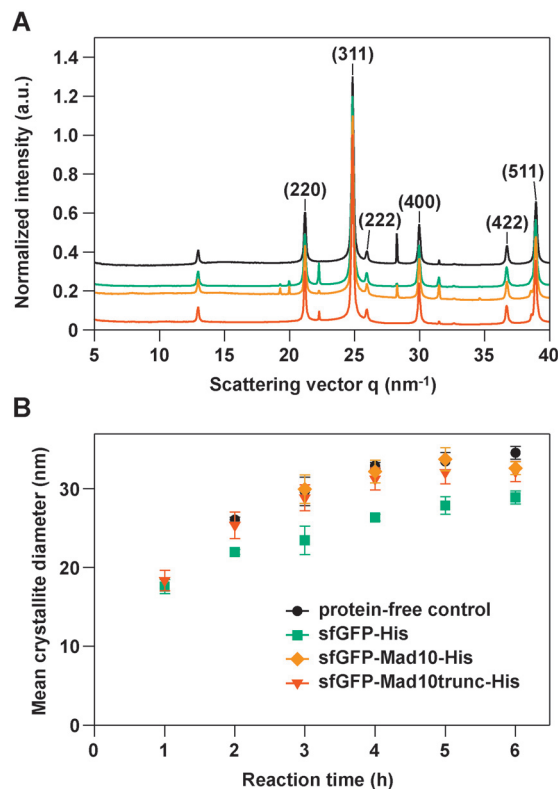 A
Normalized intensity (a.u.)
1.4
1.2
1.0
0.8
0.6
0.4
0.2
0
(311)
(220)
(222)
(400)
(422)
(511)
5 10 15 20 25 30 35 40
Scattering vector q (nm⁻¹)
B
Mean crystallite diameter (nm)
30
20
10
0
protein-free control
sfGFP-His
sfGFP-Mad10-His
sfGFP-Mad10trunc-His
0 1 2 3 4 5 6
Reaction time (h)